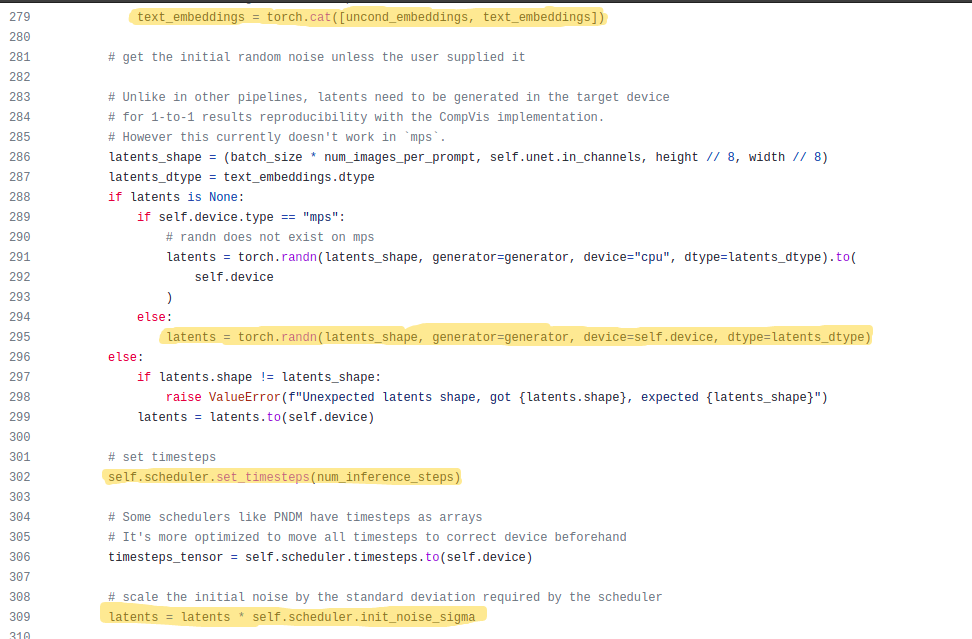 279 text_embeddings = torch.cat([uncond_embeddings, text_embeddings])
280
281 # get the initial random noise unless the user supplied it
282
283 # Unlike in other pipelines, latents need to be generated in the target device
284 # for 1-to-1 results reproducibility with the CompVis implementation.
285 # However this currently doesn't work in `mps`.
286 latents_shape = (batch_size * num_images_per_prompt, self.unet.in_channels, height // 8, width // 8)
287 latents_dtype = text_embeddings.dtype
288 if latents is None:
289 if self.device.type == "mps":
290 # randn does not exist on mps
291 latents = torch.randn(latents_shape, generator=generator, device="cpu", dtype=latents_dtype).to(
292 self.device
293 )
294 else:
295 latents = torch.randn(latents_shape, generator=generator, device=self.device, dtype=latents_dtype)
296 else:
297 if latents.shape != latents_shape:
298 raise ValueError(f"Unexpected latents shape, got {latents.shape}, expected {latents_shape}")
299 latents = latents.to(self.device)
300
301 # set timesteps
302 self.scheduler.set_timesteps(num_inference_steps)
303
304 # Some schedulers like PNDM have timesteps as arrays
305 # It's more optimized to move all timesteps to correct device beforehand
306 timesteps_tensor = self.scheduler.timesteps.to(self.device)
307
308 # scale the initial noise by the standard deviation required by the scheduler
309 latents = latents * self.scheduler.init_noise_sigma
310